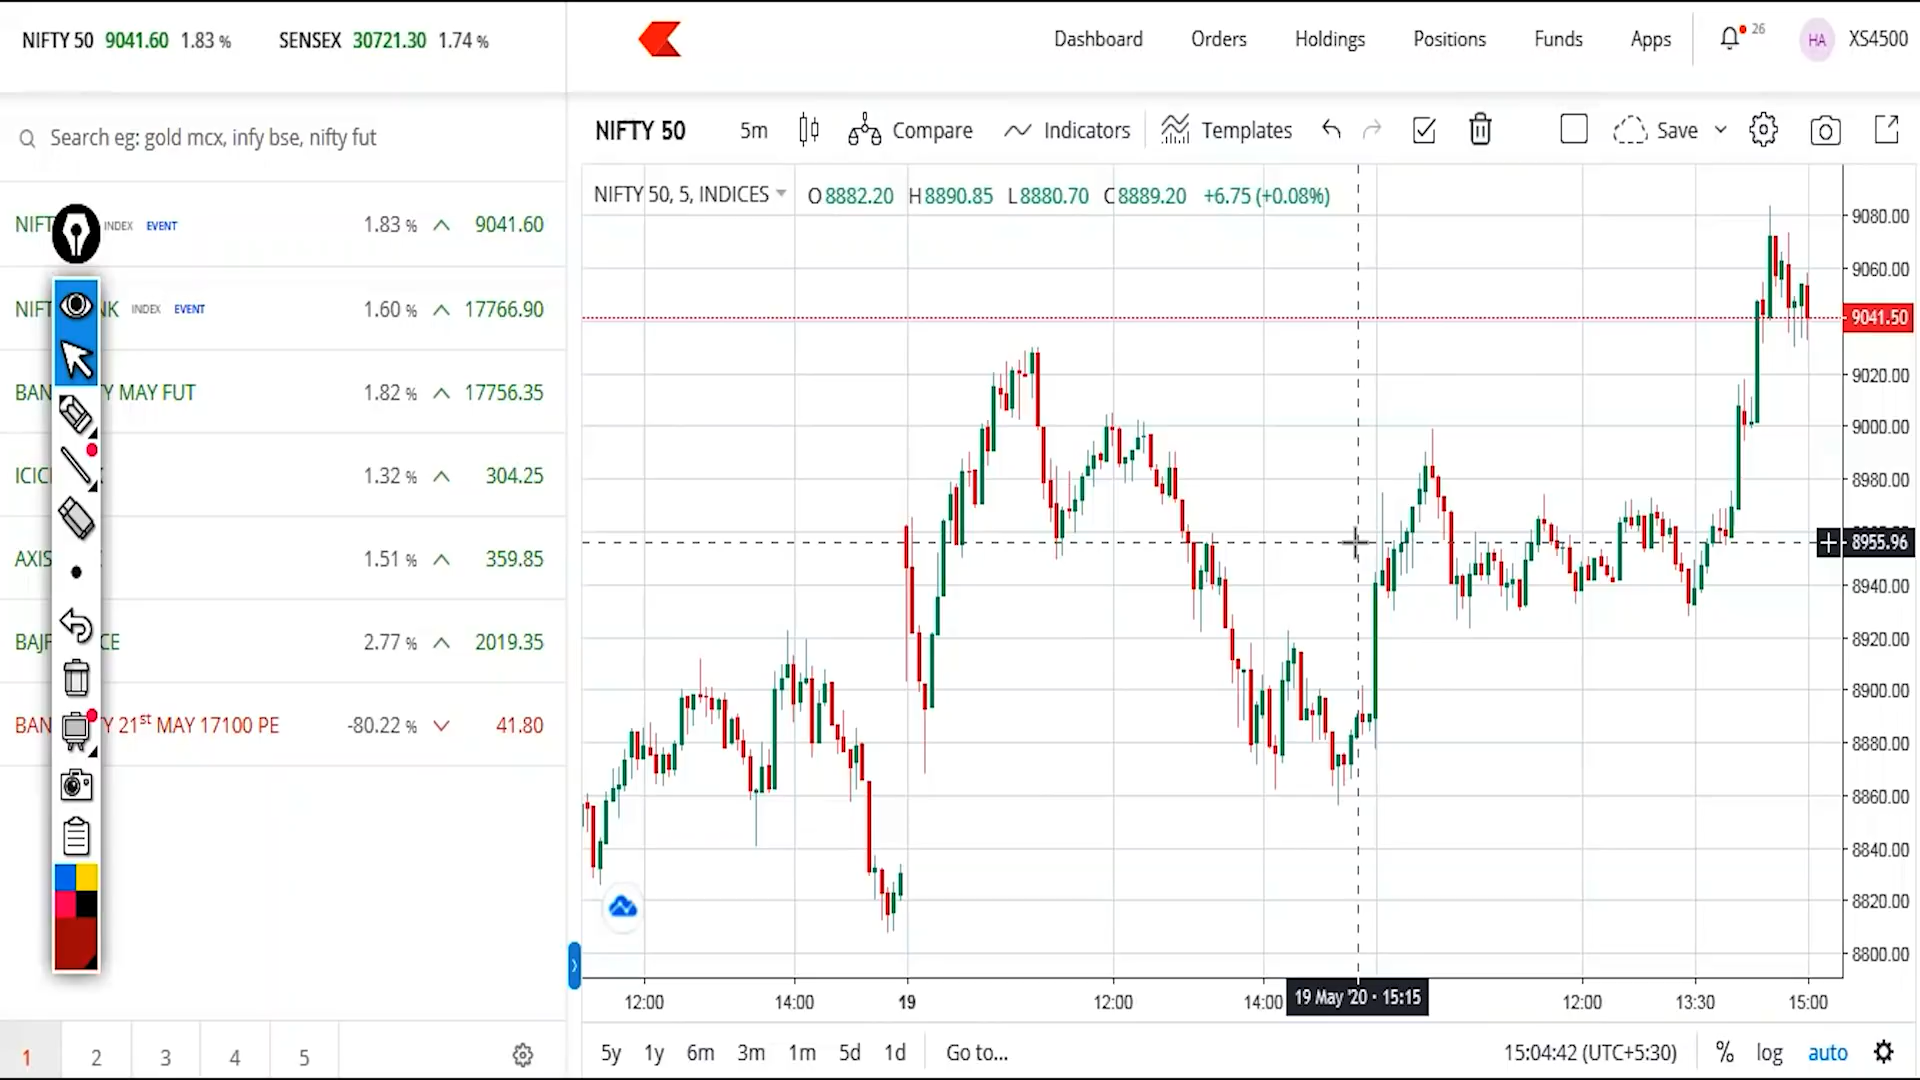 NIFTY 50 9041.60 1.83 % SENSEX 30721.30 1.74 %
Dashboard Orders Holdings Positions Funds Apps 26 HA XS4500
Search eg: gold mcx, infy bse, nifty fut
NIFTY 50 5m Compare Indicators Templates Save
NIFTY 50, 5, INDICES O8882.20 H8890.85 L8880.70 C8889.20 +6.75 (+0.08%)
NIFT INDEX EVENT 1.83 % 9041.60
NIFT NK INDEX EVENT 1.60 % 17766.90
BAN Y MAY FUT 1.82 % 17756.35
ICIC 1.32 % 304.25
AXIS 1.51 % 359.85
BAJF CE 2.77 % 2019.35
BAN Y 21st MAY 17100 PE -80.22 % 41.80
9080.00
9060.00
9041.50
9020.00
9000.00
8980.00
8955.96
8940.00
8920.00
8900.00
8880.00
8860.00
8840.00
8820.00
8800.00
12:00 14:00 19 12:00 14:00 19 May '20 · 15:15 12:00 13:30 15:00
1 2 3 4 5
5y 1y 6m 3m 1m 5d 1d Go to... 15:04:42 (UTC+5:30) % log auto